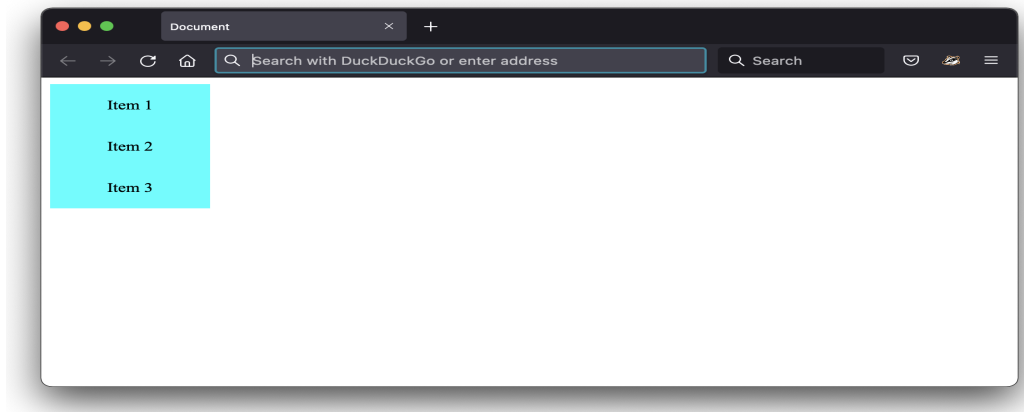 Document
Search with DuckDuckGo or enter address
Search
Item 1
Item 2
Item 3